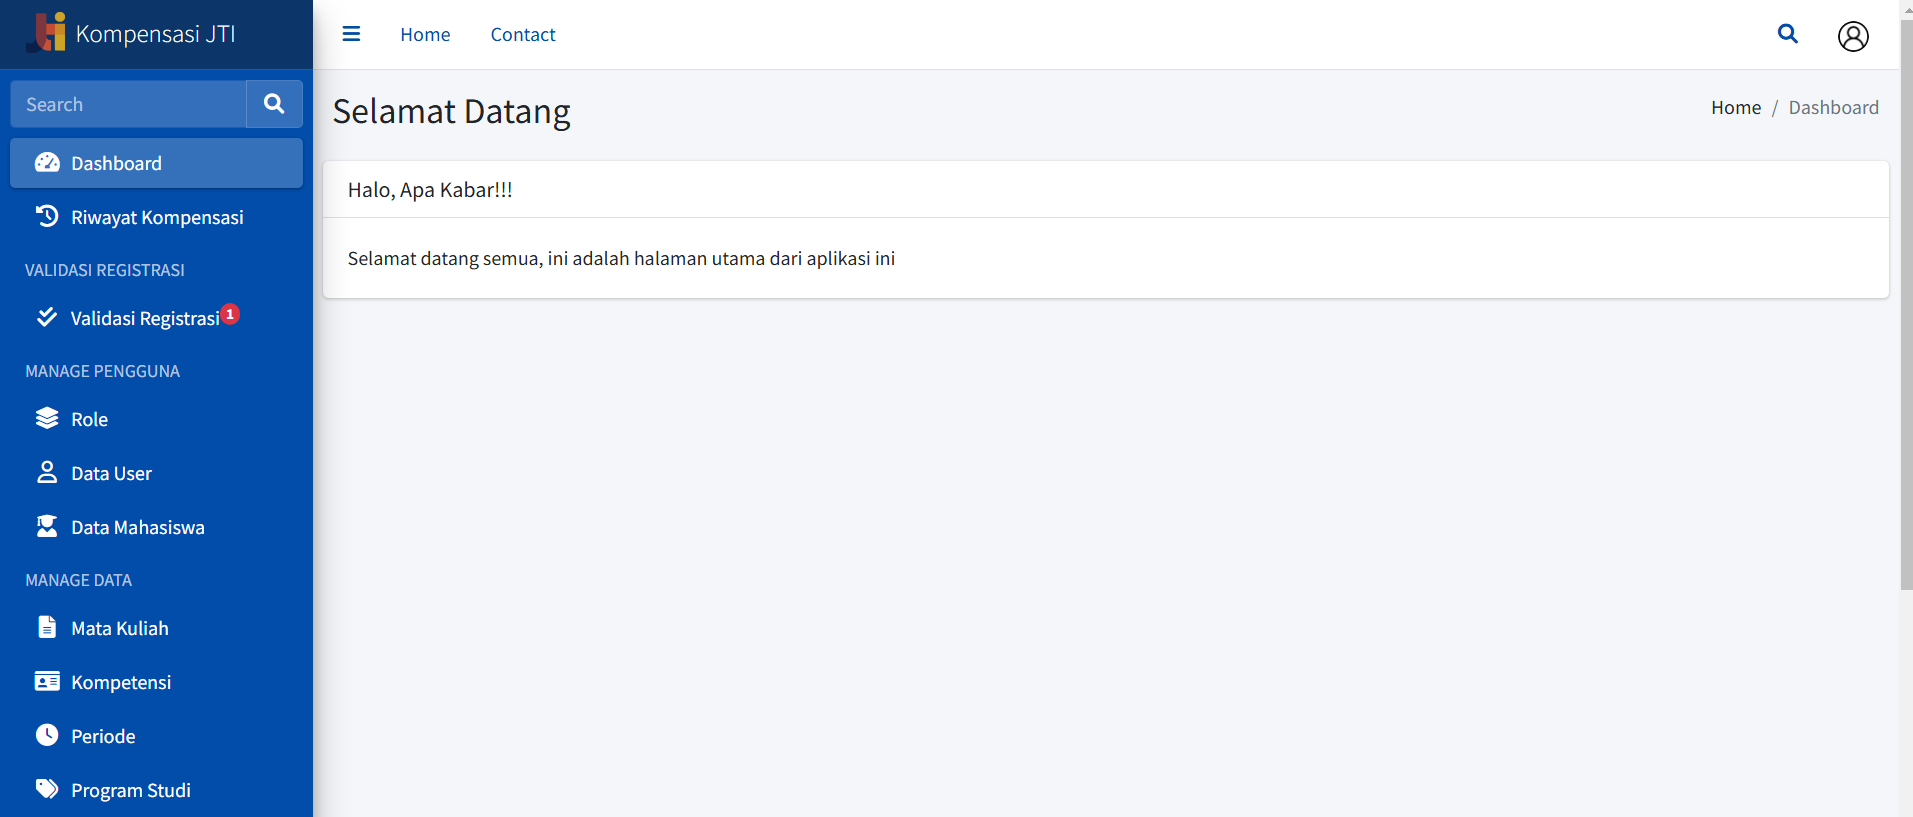 Kompensasi JTI
Home
Contact
Search
Dashboard
Riwayat Kompensasi
VALIDASI REGISTRASI
Validasi Registrasi 1
MANAGE PENGGUNA
Role
Data User
Data Mahasiswa
MANAGE DATA
Mata Kuliah
Kompetensi
Periode
Program Studi
Selamat Datang
Home / Dashboard
Halo, Apa Kabar!!!
Selamat datang semua, ini adalah halaman utama dari aplikasi ini